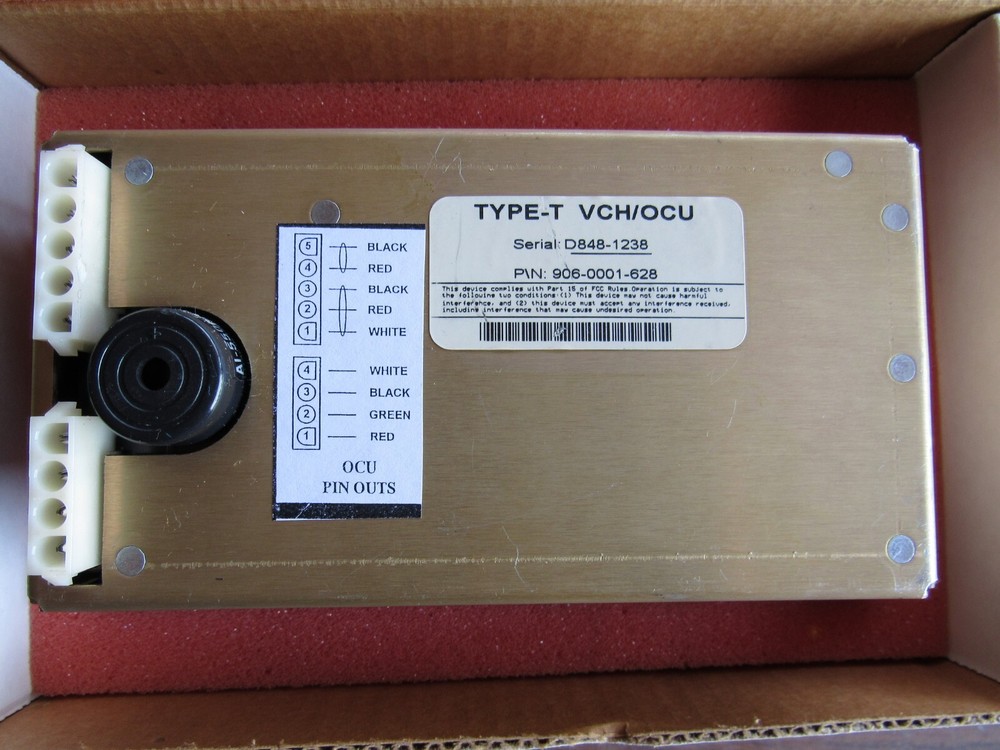 TYPE-T VCH/OCU
Serial: D848-1238
P\N: 906-0001-628
This device complies with Part 15 of FCC Rules.Operation is subject to
the following two conditions:(1) This device may not cause harmful
interference, and (2) this device must accept any interference received,
including interference that may cause undesired operation.
5 BLACK
4 RED
3 BLACK
2 RED
1 WHITE
4 WHITE
3 BLACK
2 GREEN
1 RED
OCU
PIN OUTS